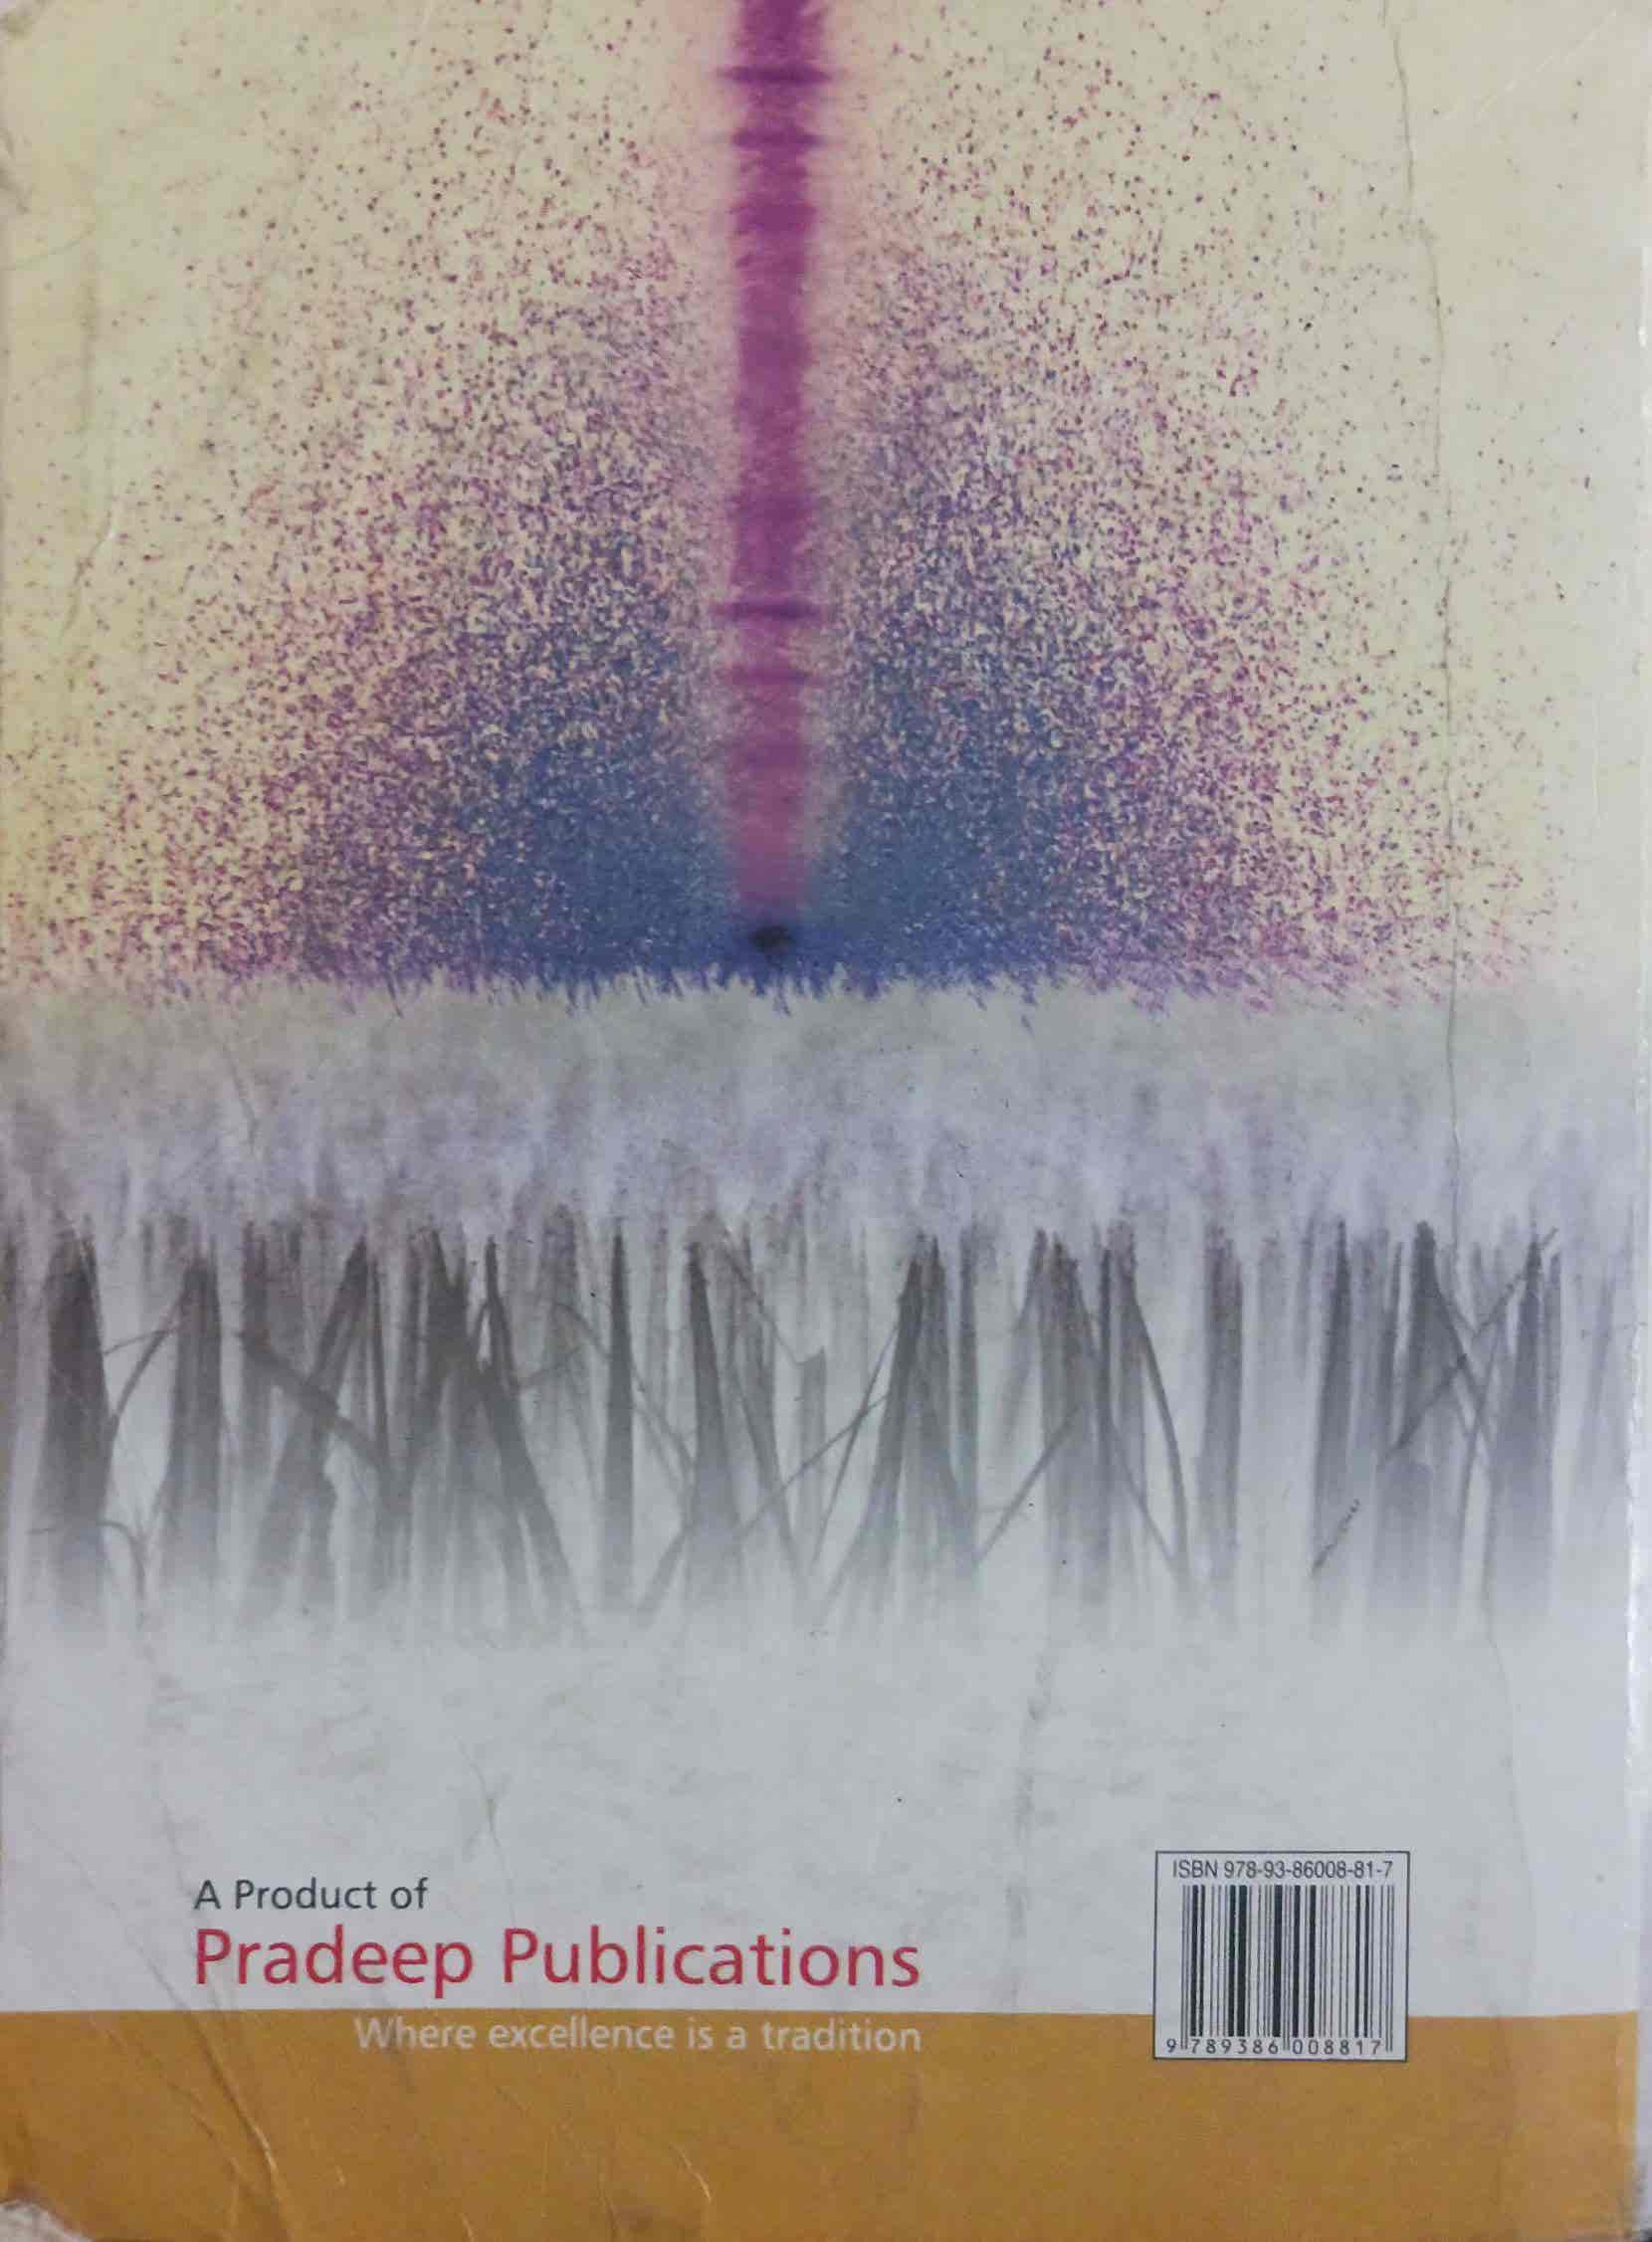 A Product of
Pradeep Publications
Where excellence is a tradition
ISBN 978-93-86008-81-7
9 789386 008817